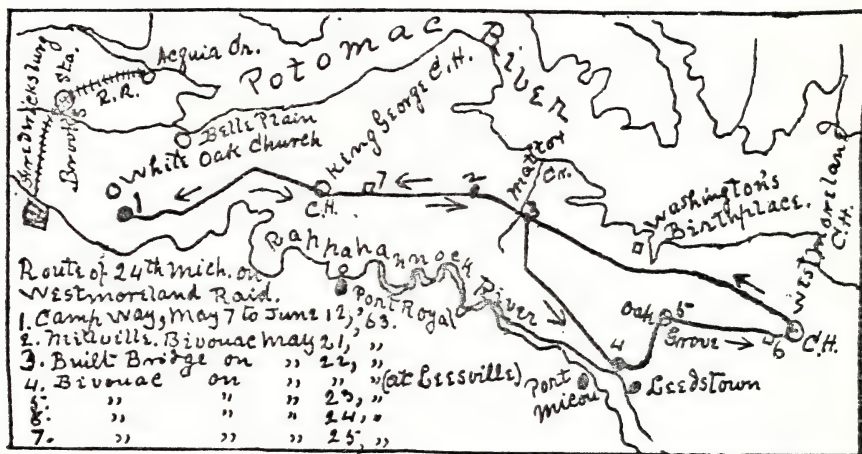 Fredericksburg
Brooks Sta.
R.R.
Acquia Cr.
Potomac
River
Belle Plain
White Oak Church
1
King George C.H.
C.H.
7
2
Mattox
Cr.
3
Washington's
Birthplace.
Westmoreland
C.H.
C.H.
Rappahannock
River
Port Royal
Oak
Grove
5
6
4
Port
Micou
Leedstown
Route of 24th Mich. on
Westmoreland Raid.
1. Camp Way, May 7 to June 12, '63.
2. Millville. Bivouac May 21, "
3. Built Bridge on " 22, "
4. Bivouac on " " " (at Leesville)
5. " " " 23, "
6. " " " 24, "
7. " " " 25, "